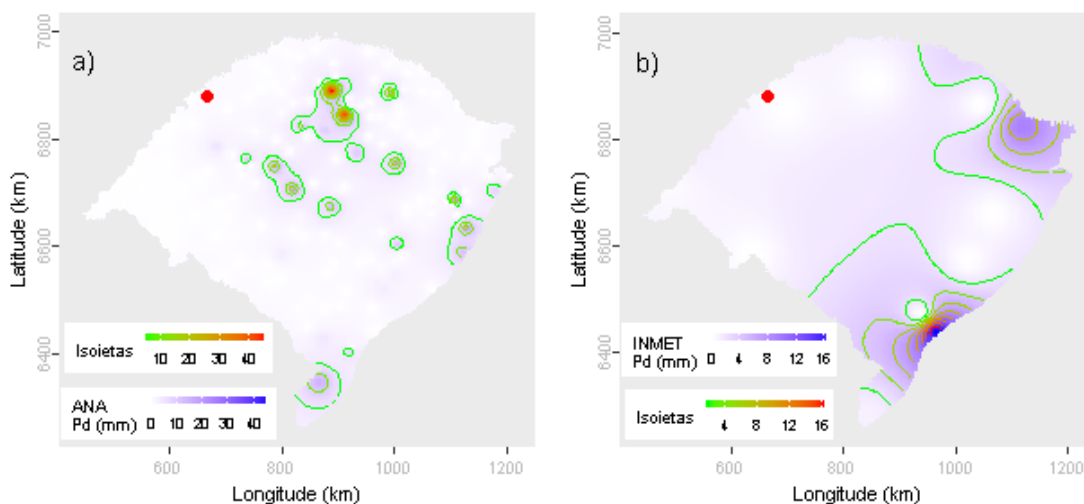 a)
7000
6800
6600
6400
Latitude (km)
Isoietas
10 20 30 40
ANA
Pd (mm) 0 10 20 30 40
600 800 1000 1200
Longitude (km)
b)
7000
6800
6600
6400
Latitude (km)
INMET
Pd (mm) 0 4 8 12 16
Isoietas
4 8 12 16
600 800 1000 1200
Longitude (km)